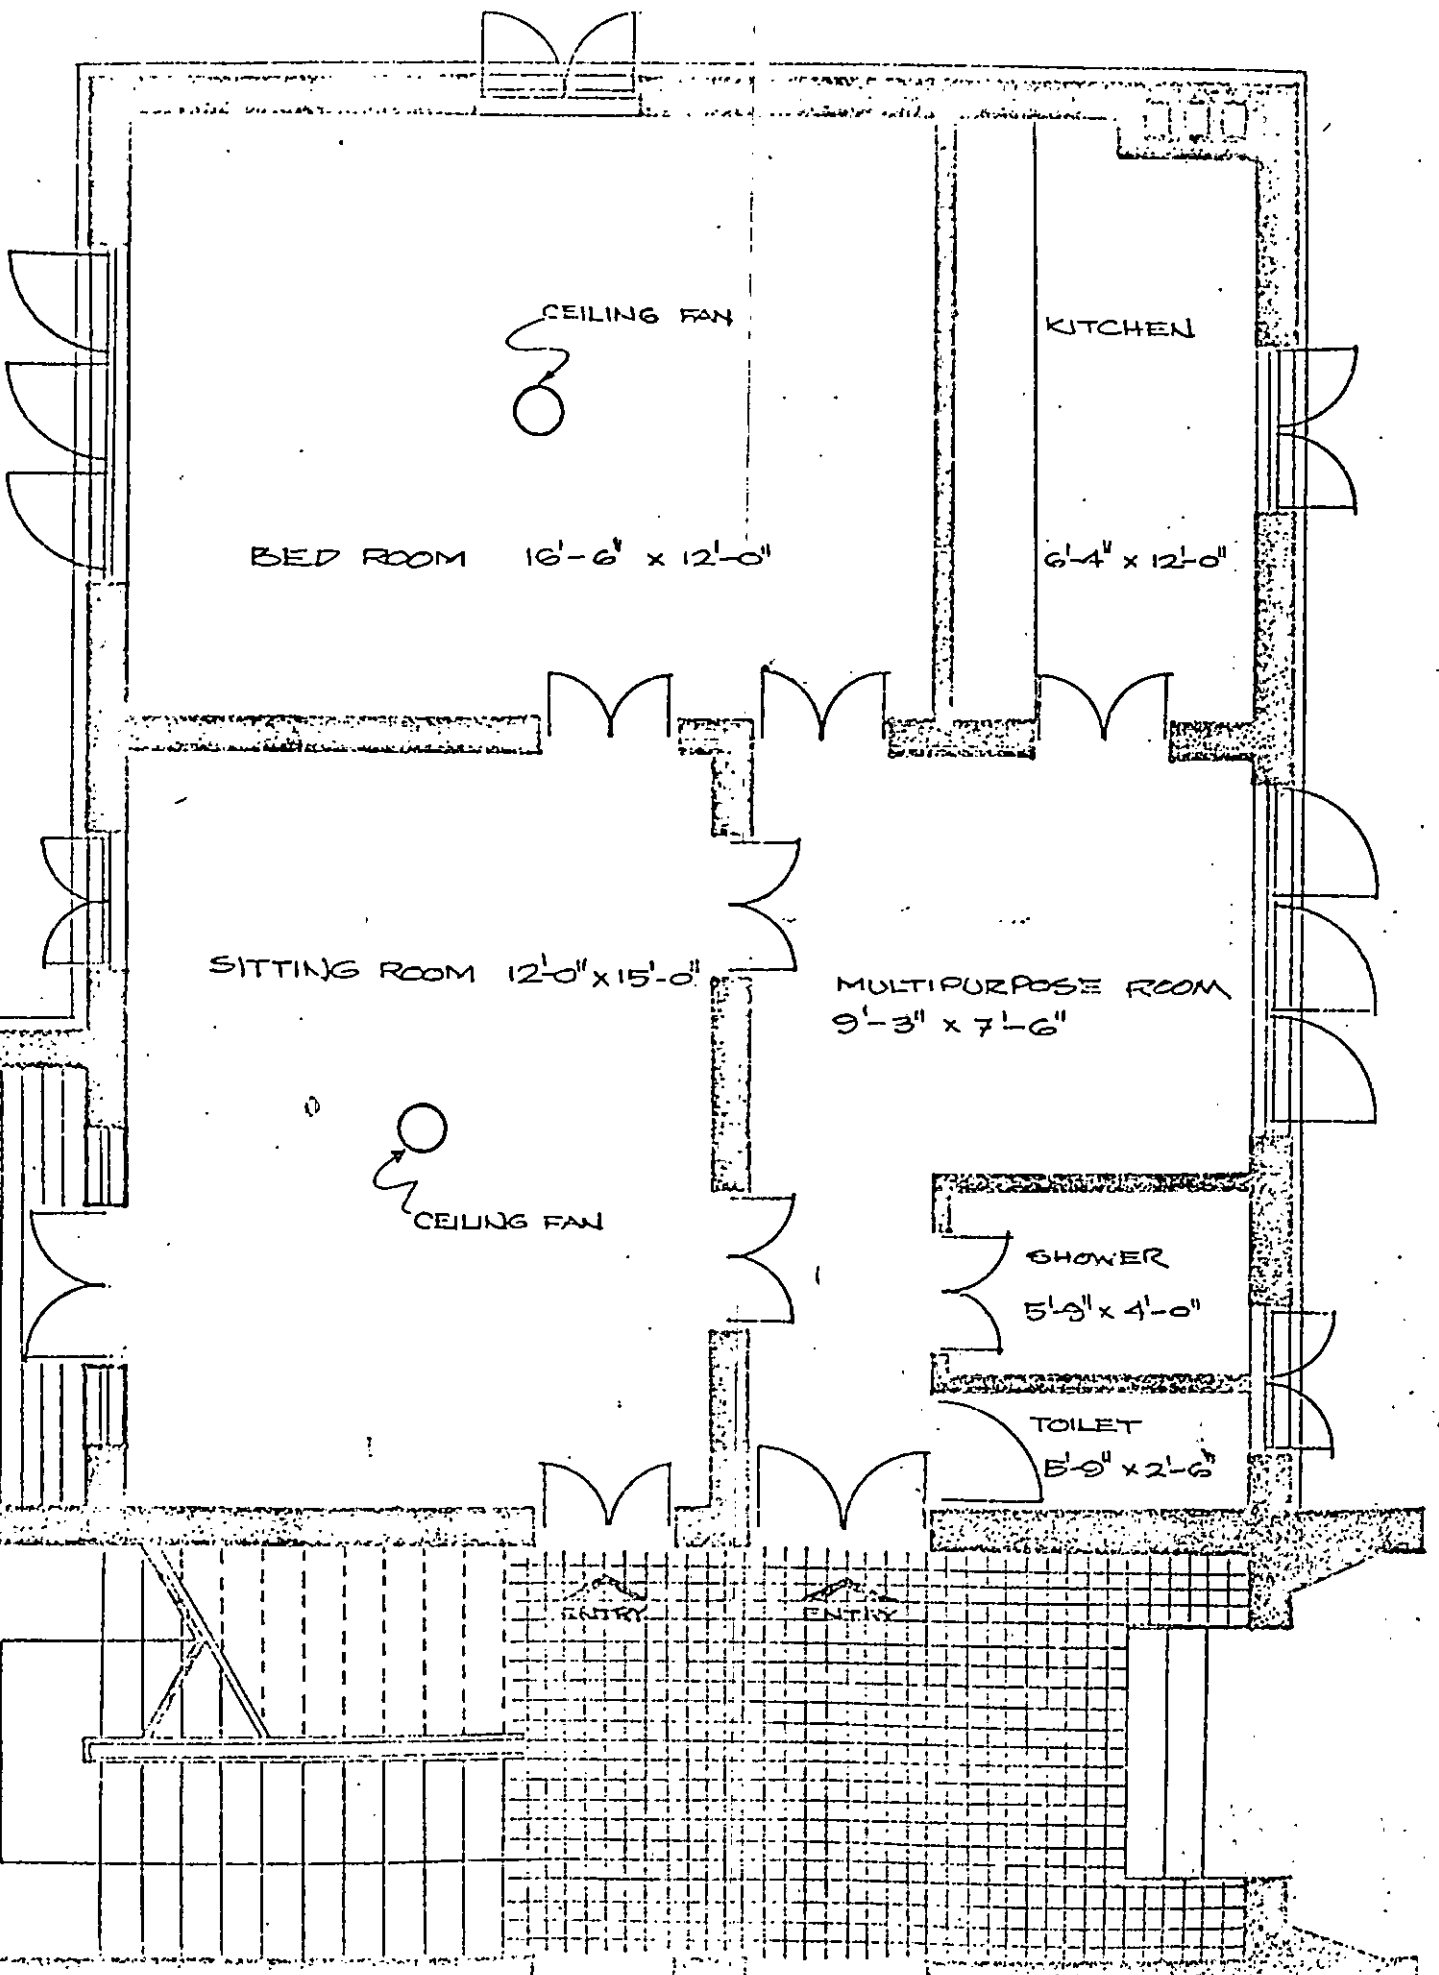 CEILING FAN
KITCHEN
BED ROOM 16'-6" x 12'-0"
6'-4" x 12'-0"
SITTING ROOM 12'-0" x 15'-0"
MULTIPURPOSE ROOM
9'-3" x 7'-6"
CEILING FAN
SHOWER
5'-9" x 4'-0"
TOILET
5'-9" x 2'-6"
ENTRY
ENTRY